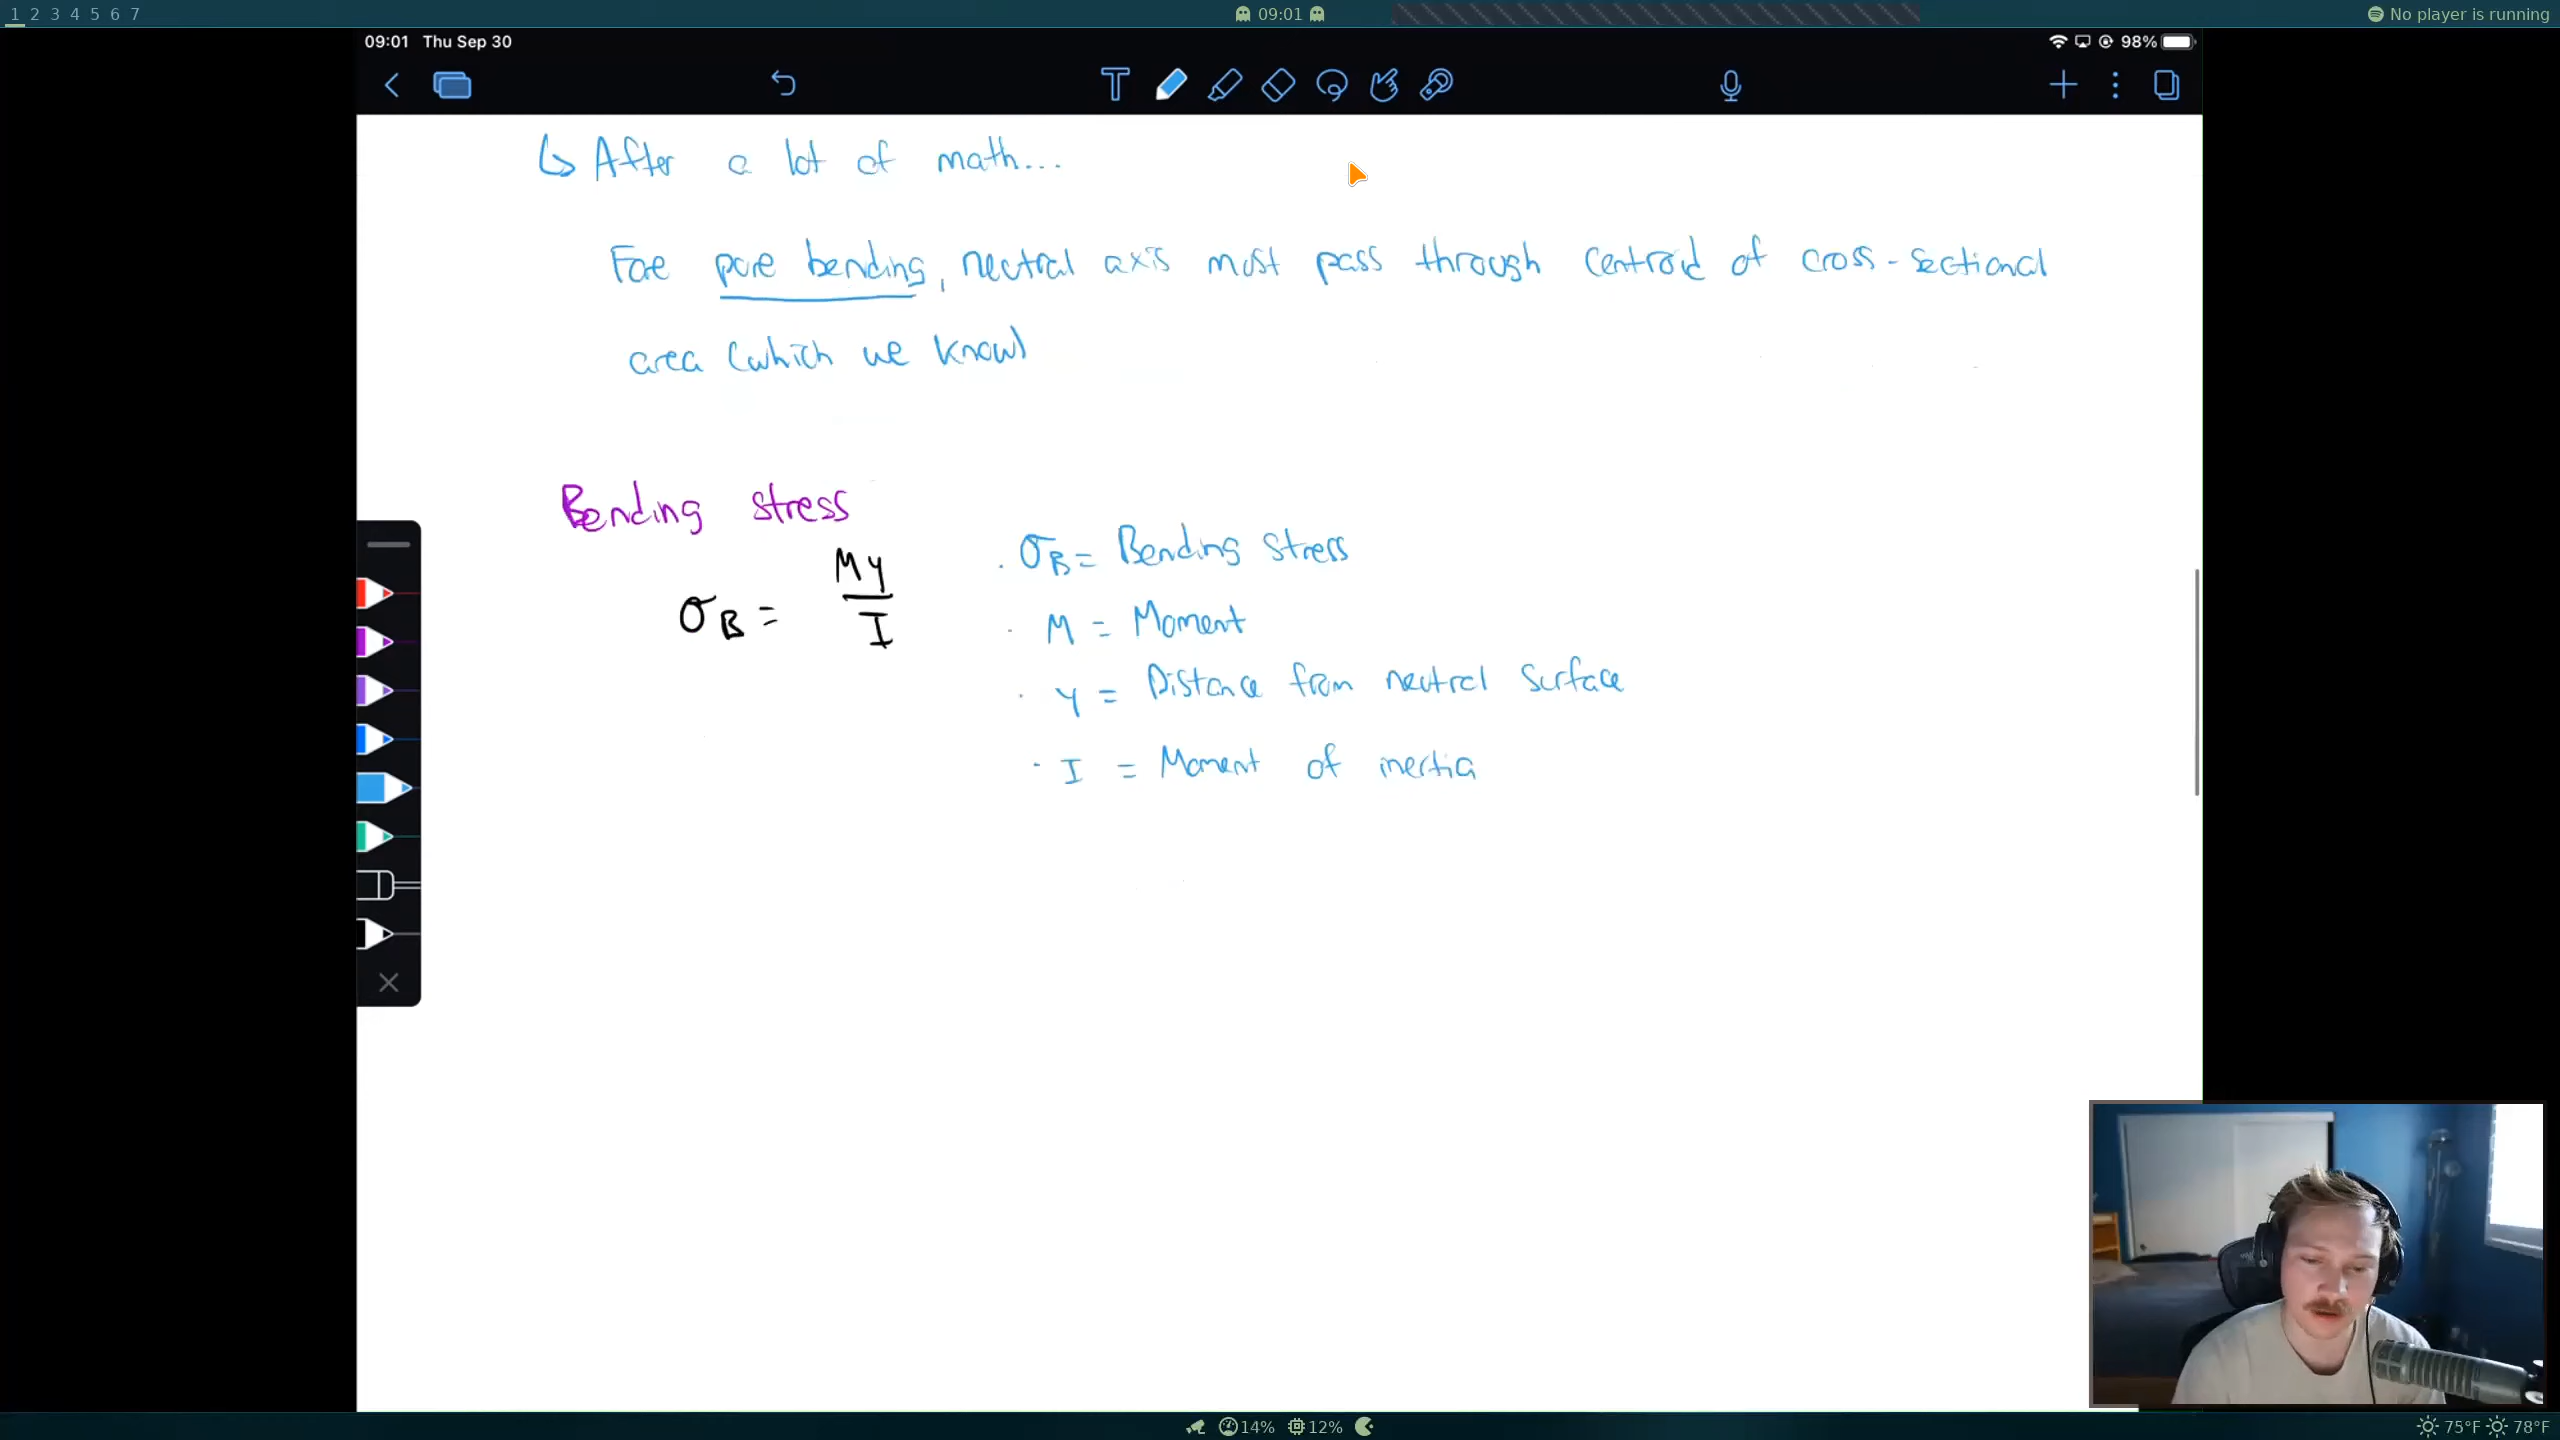 1 2 3 4 5 6 7
09:01
No player is running
09:01 Thu Sep 30
98%
↳ After a lot of math...
For pure bending, neutral axis must pass through centroid of cross-sectional
area (which we know)
Bending stress
σB = My/I
· σB = Bending stress
· M = Moment
· y = Distance from neutral surface
· I = Moment of inertia
14% 12%
75°F 78°F